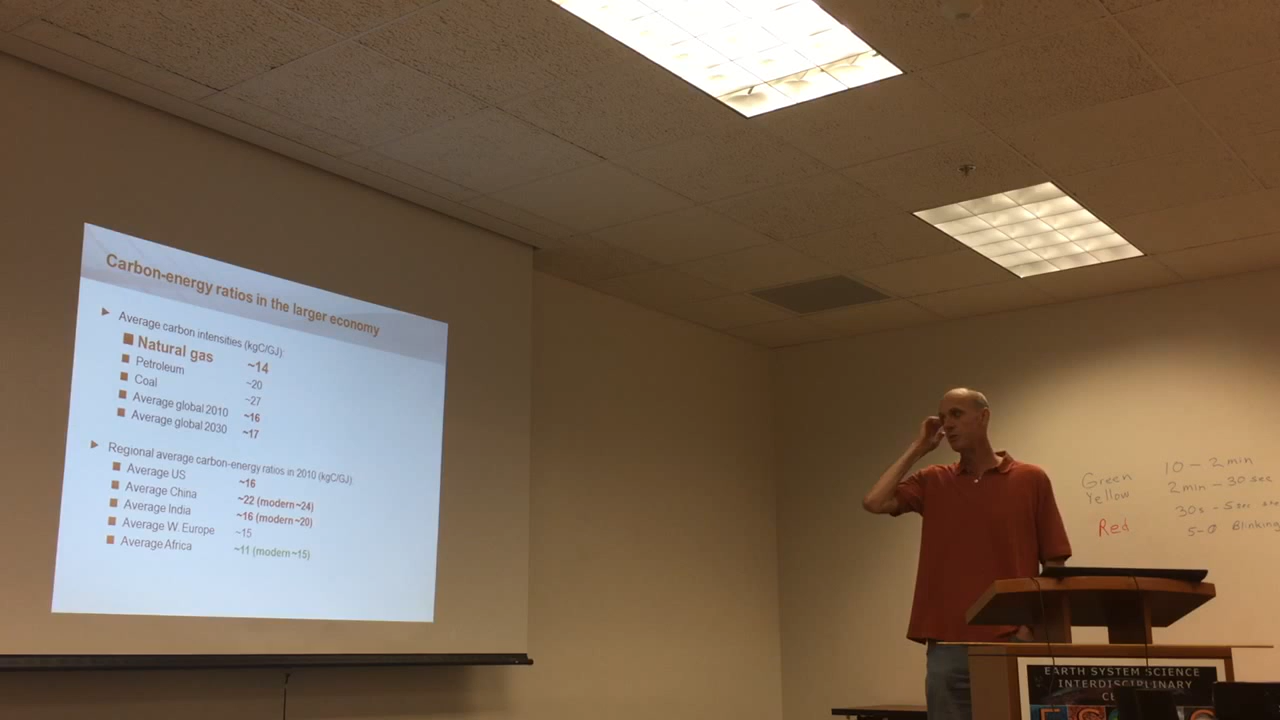 Carbon-energy ratios in the larger economy
Average carbon intensities (kgC/GJ):
Natural gas ~14
Petroleum ~20
Coal ~27
Average global 2010 ~16
Average global 2030 ~17
Regional average carbon-energy ratios in 2010 (kgC/GJ):
Average US ~16
Average China ~22 (modern ~24)
Average India ~16 (modern ~20)
Average W. Europe ~15
Average Africa ~11 (modern ~15)
Green 10 - 2 min
Yellow 2 min - 30 sec
30s - 5 sec
Red 5-0 Blinking
EARTH SYSTEM SCIENCE
INTERDISCIPLINARY